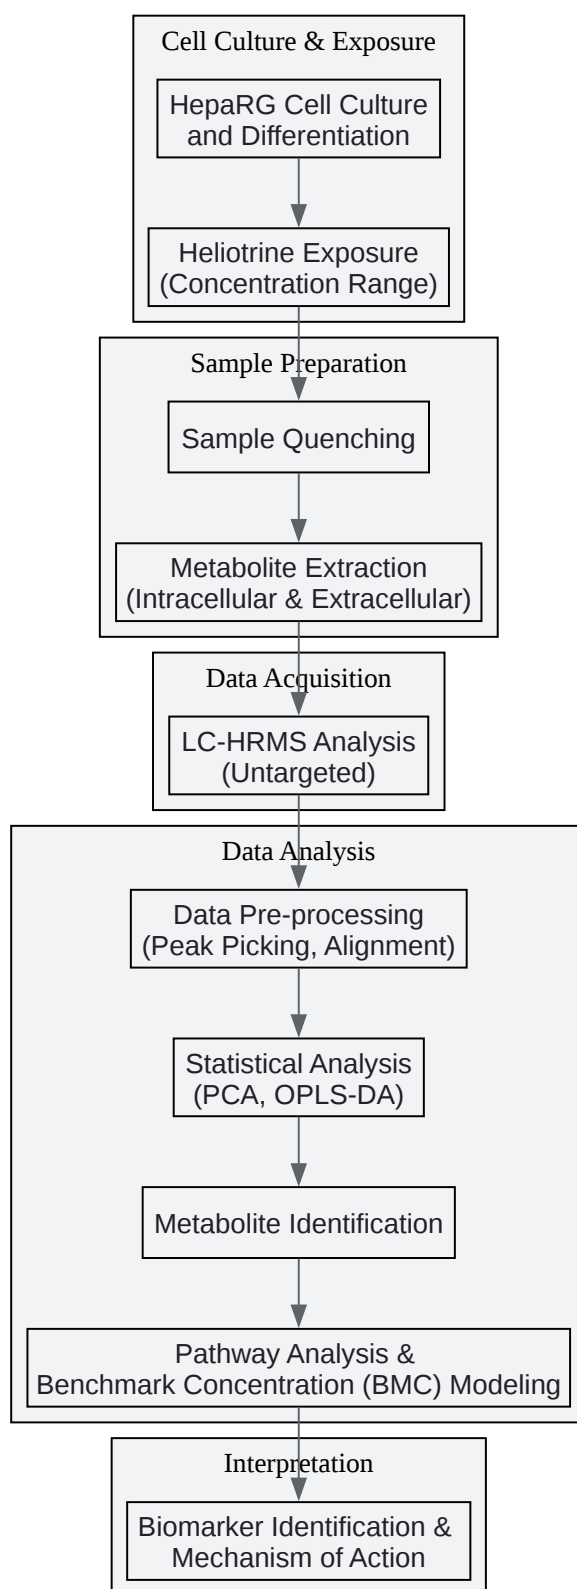 Cell Culture & Exposure
HepaRG Cell Culture
and Differentiation
Heliotrine Exposure
(Concentration Range)
Sample Preparation
Sample Quenching
Metabolite Extraction
(Intracellular & Extracellular)
Data Acquisition
LC-HRMS Analysis
(Untargeted)
Data Analysis
Data Pre-processing
(Peak Picking, Alignment)
Statistical Analysis
(PCA, OPLS-DA)
Metabolite Identification
Pathway Analysis &
Benchmark Concentration (BMC) Modeling
Interpretation
Biomarker Identification &
Mechanism of Action